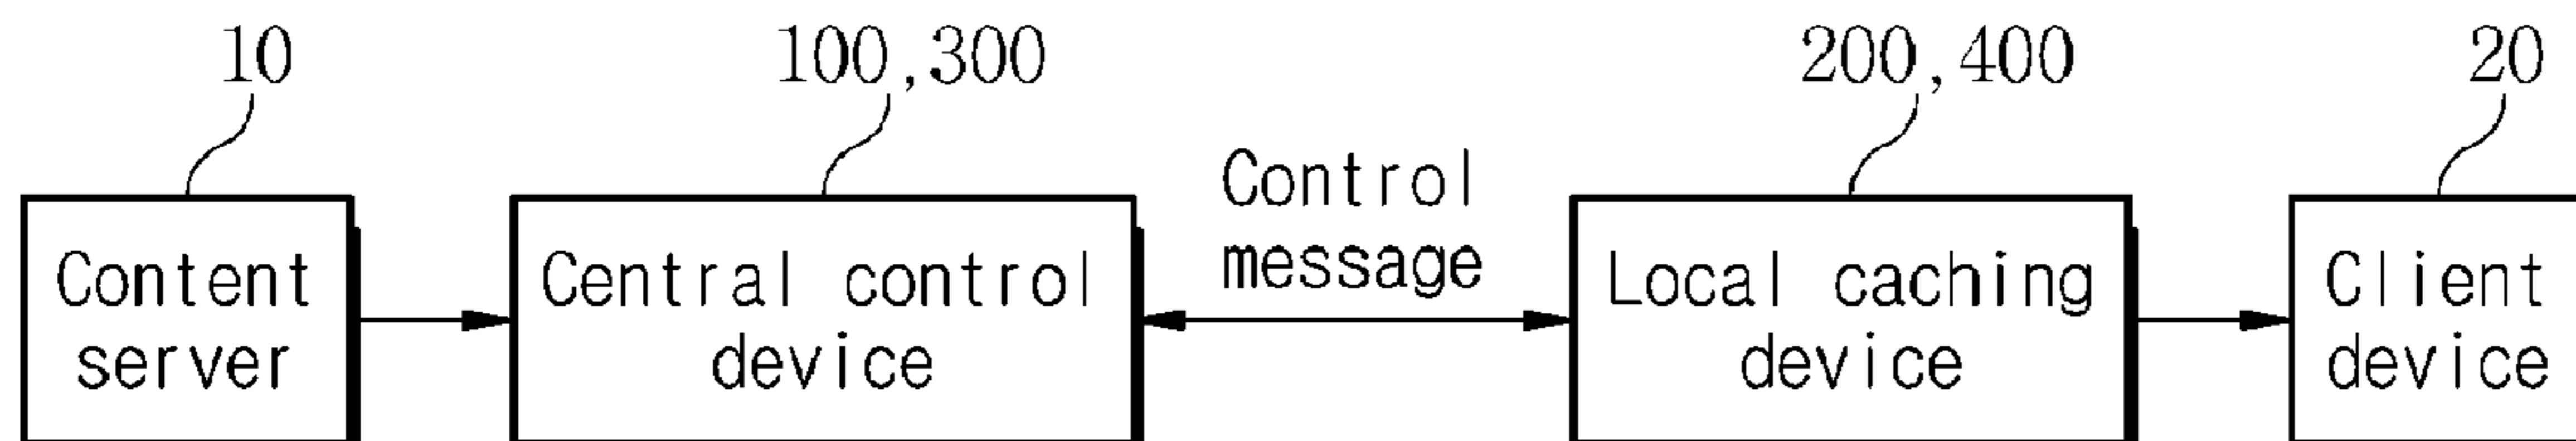 10
100,300
200,400
20
Control
message
Content
server
Central control
device
Local caching
device
Client
device